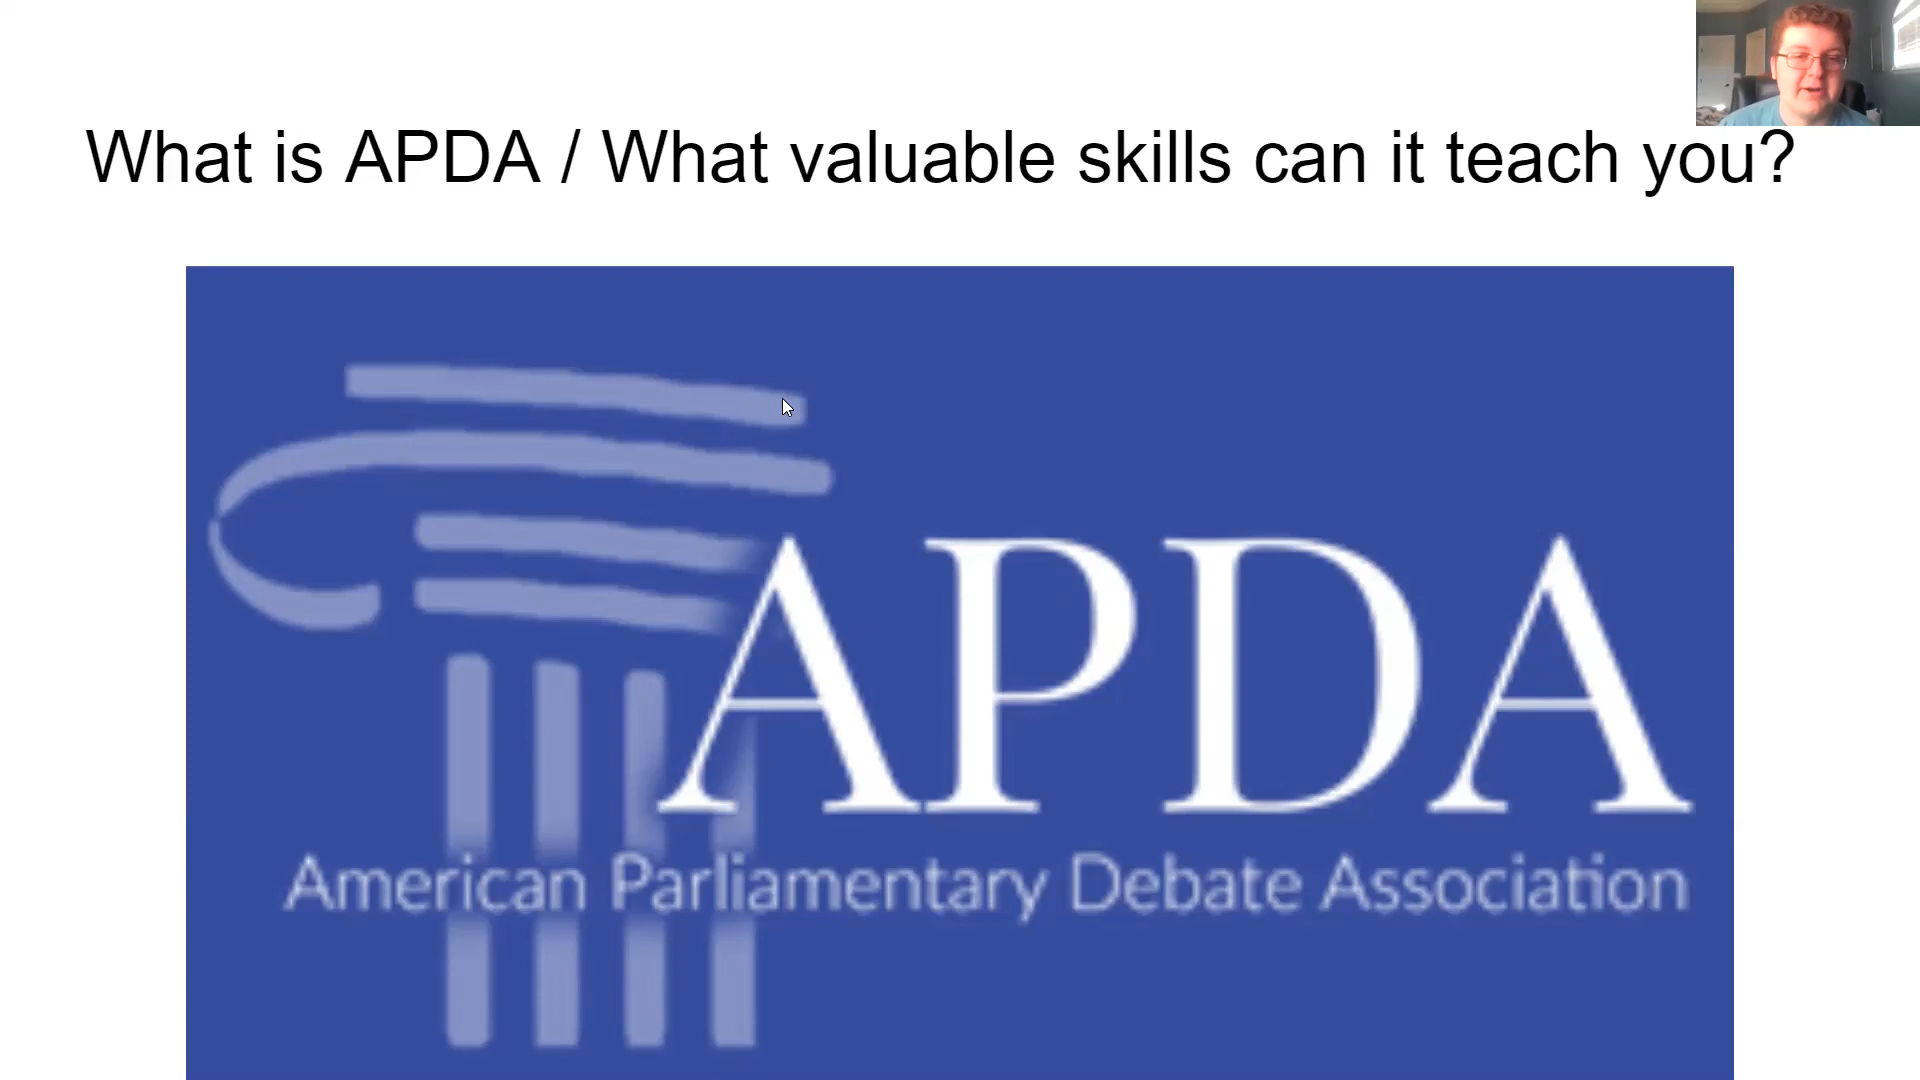 What is APDA / What valuable skills can it teach you?
APDA
American Parliamentary Debate Association